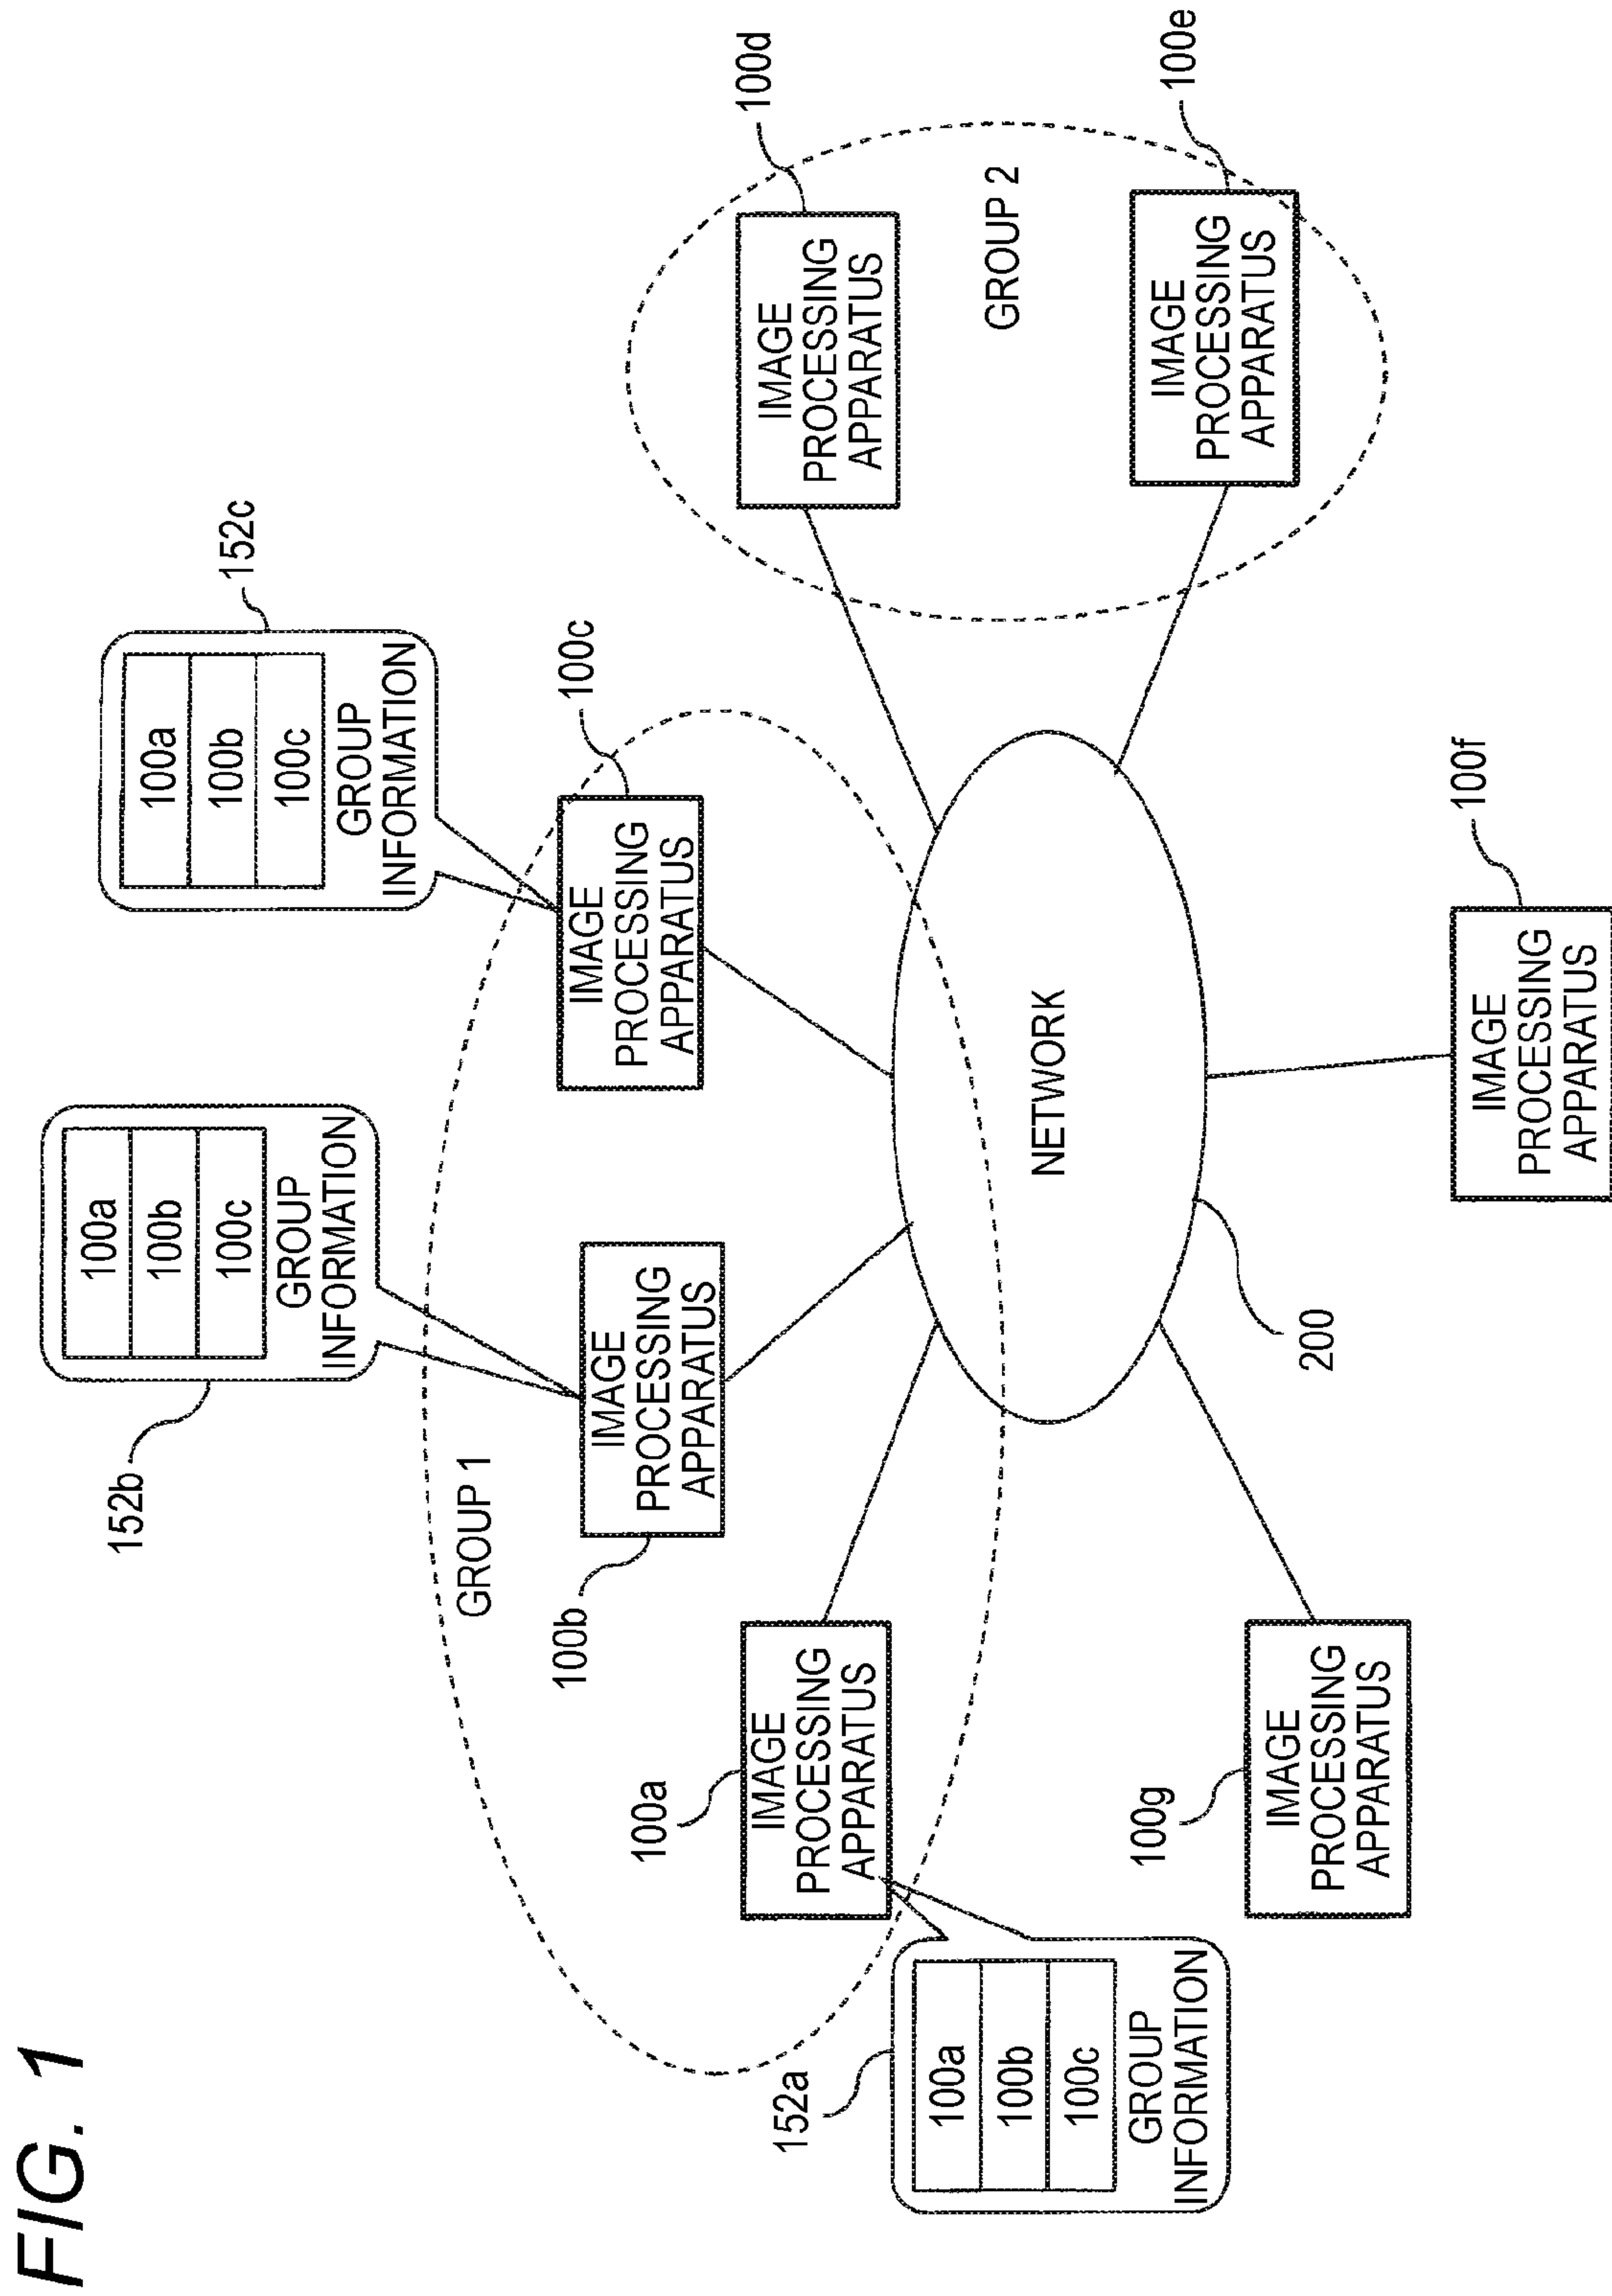 FIG. 1
152b
100a
100b
100c
GROUP
INFORMATION
152c
100a
100b
100c
GROUP
INFORMATION
GROUP 1
100b
IMAGE
PROCESSING
APPARATUS
100c
IMAGE
PROCESSING
APPARATUS
100d
IMAGE
PROCESSING
APPARATUS
100a
IMAGE
PROCESSING
APPARATUS
GROUP 2
152a
100a
100b
100c
GROUP
INFORMATION
NETWORK
200
100e
IMAGE
PROCESSING
APPARATUS
100g
IMAGE
PROCESSING
APPARATUS
100f
IMAGE
PROCESSING
APPARATUS